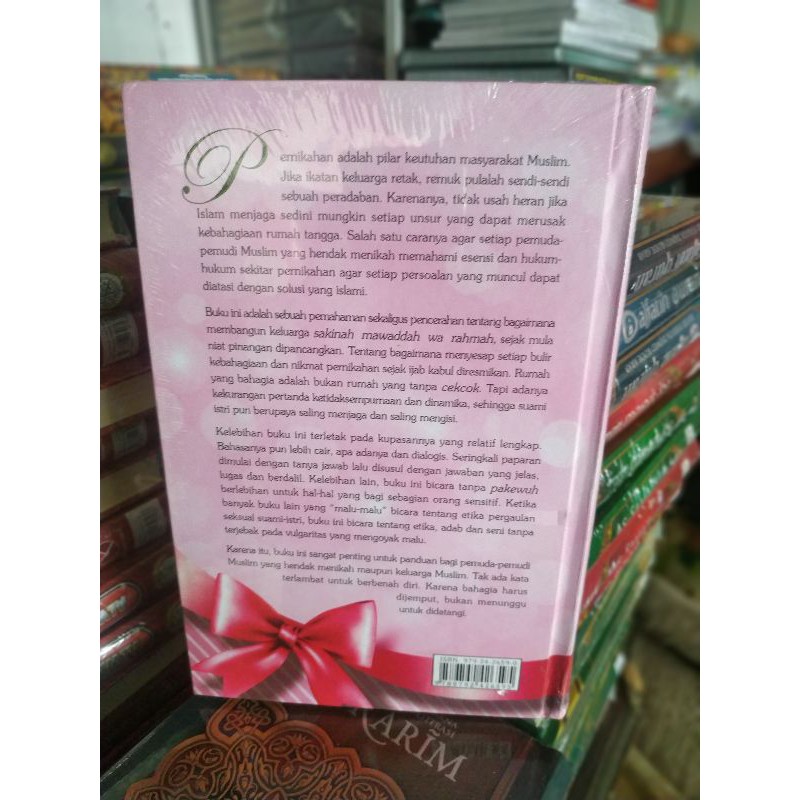 Pernikahan adalah pilar keutuhan masyarakat Muslim.
Jika ikatan keluarga retak, remuk pulalah sendi-sendi
sebuah peradaban. Karenanya, tidak usah heran jika
Islam menjaga sedini mungkin setiap unsur yang dapat merusak
kebahagiaan rumah tangga. Salah satu caranya agar setiap pemuda-
pemudi Muslim yang hendak menikah memahami esensi dan hukum-
hukum sekitar pernikahan agar setiap persoalan yang muncul dapat
diatasi dengan solusi yang islami.
Buku ini adalah sebuah pemahaman sekaligus pencerahan tentang bagaimana
membangun keluarga sakinah mawaddah wa rahmah, sejak mula
niat pinangan dipancangkan. Tentang bagaimana menyesap setiap bulir
kebahagiaan dan nikmat pernikahan sejak ijab kabul diresmikan. Rumah
yang bahagia adalah bukan rumah yang tanpa cekcok. Tapi adanya
kekurangan pertanda ketidaksempurnaan dan dinamika, sehingga suami
istri pun berupaya saling menjaga dan saling mengisi.
Kelebihan buku ini terletak pada kupasannya yang relatif lengkap.
Bahasanya pun lebih cair, apa adanya dan dialogis. Seringkali paparan
dimulai dengan tanya jawab lalu disusul dengan jawaban yang jelas,
lugas dan berdalil. Kelebihan lain, buku ini bicara tanpa pakewuh
berlebihan untuk hal-hal yang bagi sebagian orang sensitif. Ketika
banyak buku lain yang "malu-malu" bicara tentang etika pergaulan
seksual suami-istri, buku ini bicara tentang etika, adab dan seni tanpa
terjebak pada vulgaritas yang mengoyak malu.
Karena itu, buku ini sangat penting untuk panduan bagi pemuda-pemudi
Muslim yang hendak menikah maupun keluarga Muslim. Tak ada kata
terlambat untuk berbenah diri. Karena bahagia harus
dijemput, bukan menunggu
untuk didatangi.
KARIM